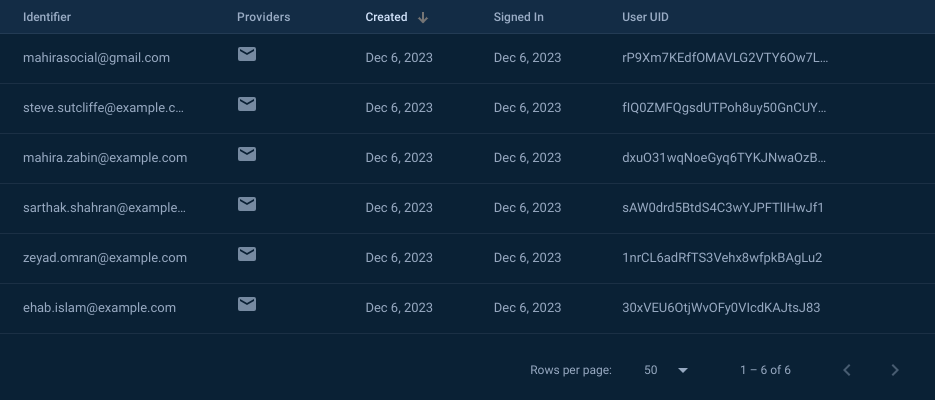 Identifier Providers Created Signed In User UID
mahirasocial@gmail.com Dec 6, 2023 Dec 6, 2023 rP9Xm7KEdfOMAVLG2VTY6Ow7L...
steve.sutcliffe@example.c... Dec 6, 2023 Dec 6, 2023 fIQ0ZMFQgsdUTPoh8uy50GnCUY...
mahira.zabin@example.com Dec 6, 2023 Dec 6, 2023 dxuO31wqNoeGyq6TYKJNwaOzB...
sarthak.shahran@example... Dec 6, 2023 Dec 6, 2023 sAW0drd5BtdS4C3wYJPFTlIHwJf1
zeyad.omran@example.com Dec 6, 2023 Dec 6, 2023 1nrCL6adRfTS3Vehx8wfpkBAgLu2
ehab.islam@example.com Dec 6, 2023 Dec 6, 2023 30xVEU6OtjWvOFy0VIcdKAJtsJ83
Rows per page: 50 1 – 6 of 6